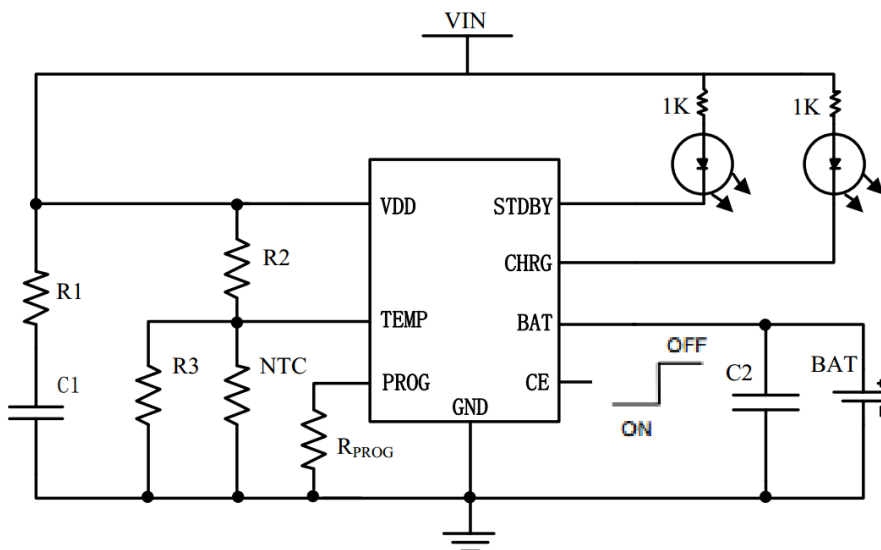 VIN
1K
1K
VDD
STDBY
R2
CHRG
R1
TEMP
BAT
OFF
R3
NTC
PROG
CE
C2
BAT
C1
GND
ON
RPROG